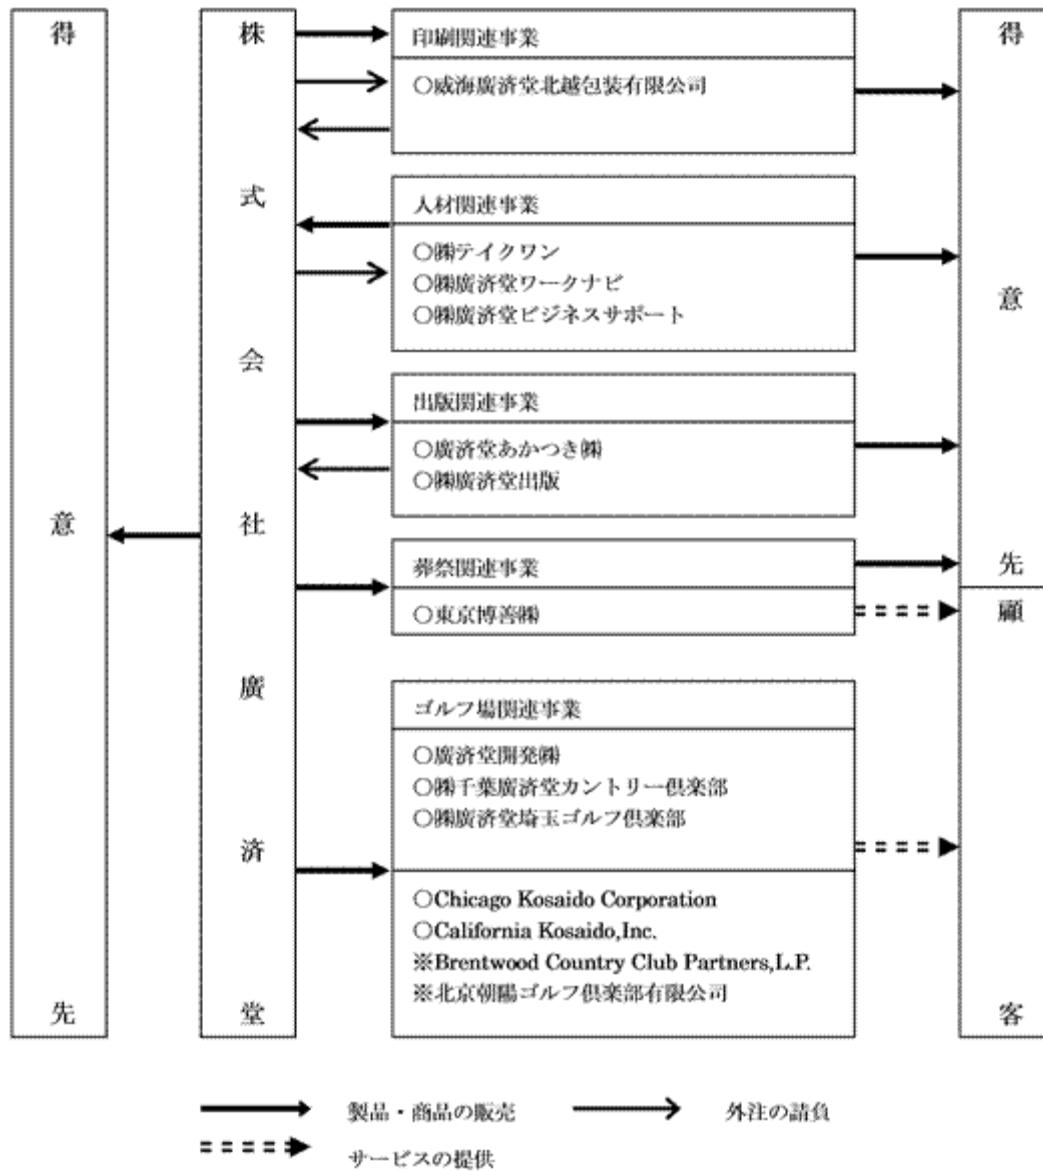 得意先
株式会社廣済堂
印刷関連事業
○威海廣済堂北越包装有限公司
人材関連事業
○㈱テイクワン
○㈱廣済堂ワークナビ
○㈱廣済堂ビジネスサポート
出版関連事業
○廣済堂あかつき㈱
○㈱廣済堂出版
葬祭関連事業
○東京博善㈱
ゴルフ場関連事業
○廣済堂開発㈱
○㈱千葉廣済堂カントリー倶楽部
○㈱廣済堂埼玉ゴルフ倶楽部
○Chicago Kosaido Corporation
○California Kosaido,Inc.
※Brentwood Country Club Partners,L.P.
※北京朝陽ゴルフ倶楽部有限公司
得意先
顧客
製品・商品の販売
外注の請負
サービスの提供